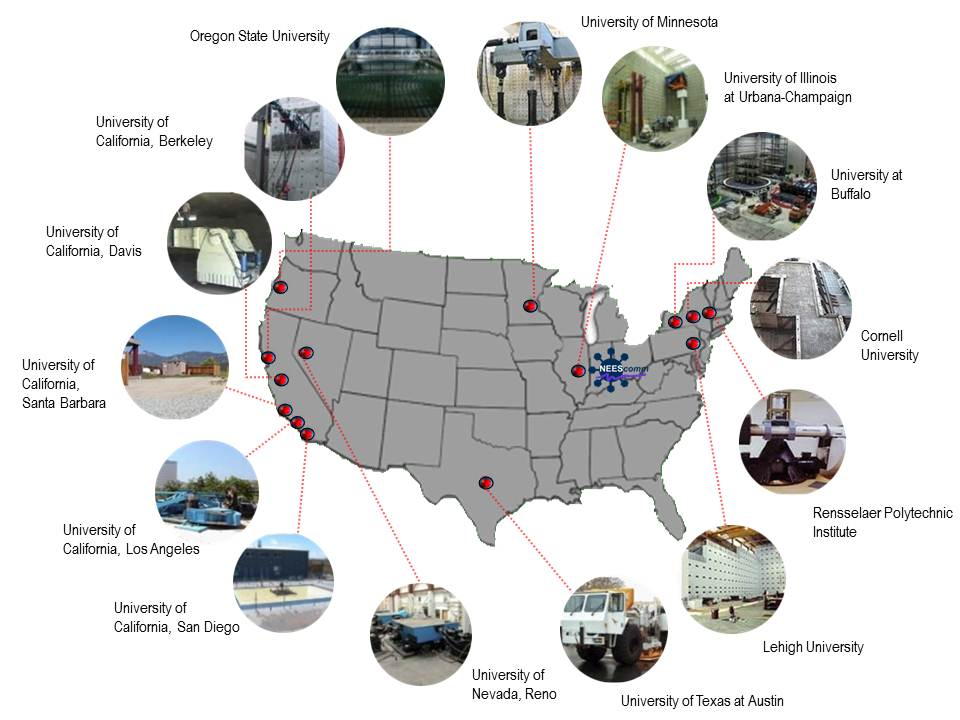 University of Minnesota
Oregon State University
University of Illinois
at Urbana-Champaign
University of
California, Berkeley
University at
Buffalo
University of
California, Davis
Cornell
University
NEEScomm
University of
California,
Santa Barbara
Rensselaer Polytechnic
Institute
University of
California, Los Angeles
University of
California, San Diego
Lehigh University
University of
Nevada, Reno
University of Texas at Austin